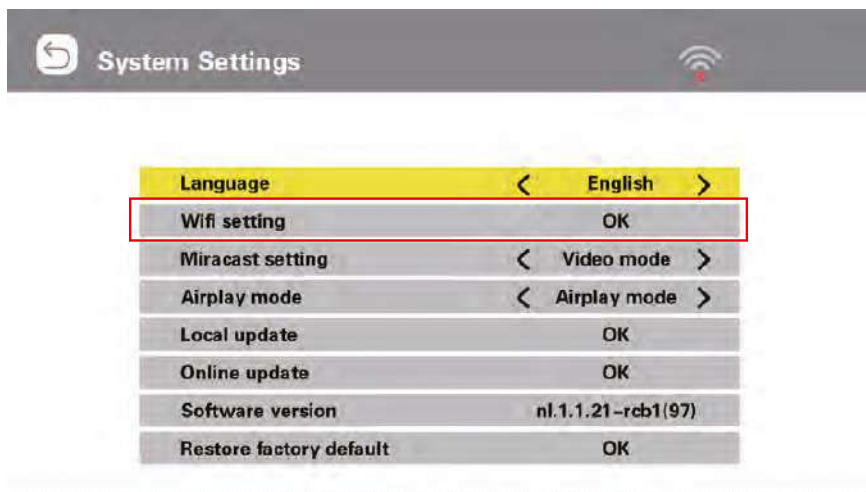 System Settings
Language < English >
Wifi setting OK
Miracast setting < Video mode >
Airplay mode < Airplay mode >
Local update OK
Online update OK
Software version nl.1.1.21-rcb1(97)
Restore factory default OK